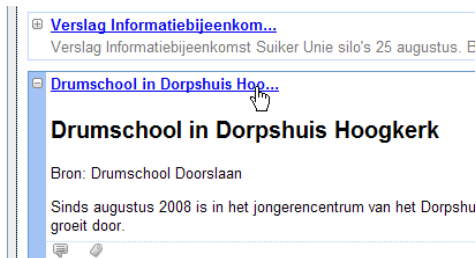 Verslag Informatiebijeenkom...
Verslag Informatiebijeenkomst Suiker Unie silo's 25 augustus. B
Drumschool in Dorpshuis Hoo...
Drumschool in Dorpshuis Hoogkerk
Bron: Drumschool Doorslaan
Sinds augustus 2008 is in het jongerencentrum van het Dorpshu
groeit door.